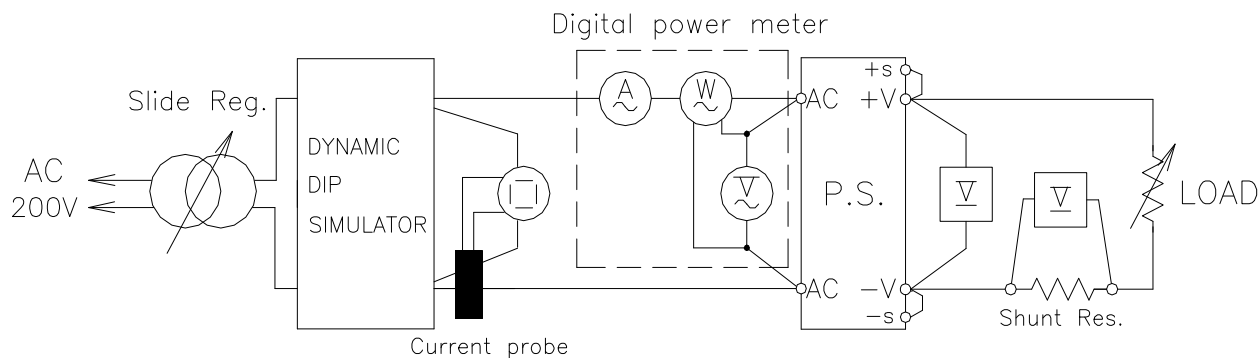 Digital power meter
Slide Reg.
AC
200V
DYNAMIC
DIP
SIMULATOR
A
W
V
AC
AC
P.S.
+s
+V
-V
-s
V
V
LOAD
Shunt Res.
Current probe